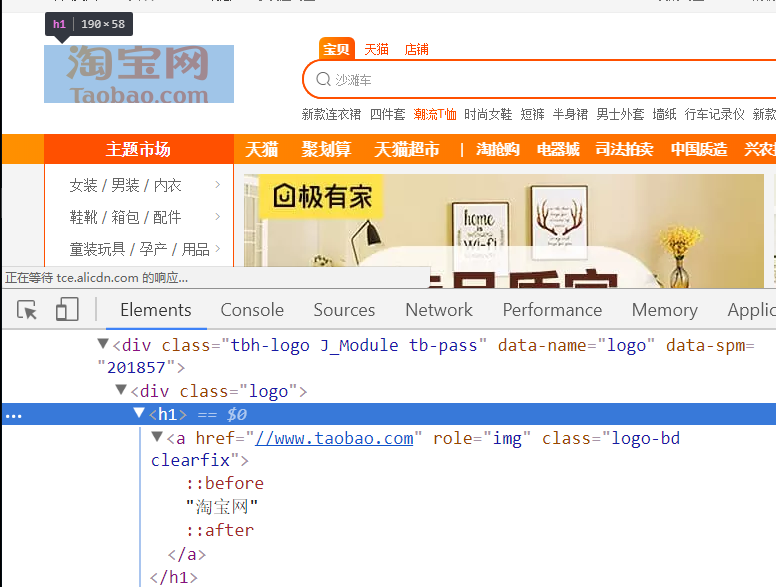 h1 | 190×58
淘宝网
Taobao.com
宝贝 天猫 店铺
沙滩车
新款连衣裙 四件套 潮流T恤 时尚女鞋 短裤 半身裙 男士外套 墙纸 行车记录仪 新款
主题市场 天猫 聚划算 天猫超市 | 淘抢购 电器城 司法拍卖 中国质造 兴农
女装 / 男装 / 内衣
鞋靴 / 箱包 / 配件
童装玩具 / 孕产 / 用品
极有家
home
wi-fi
正在等待 tce.alicdn.com 的响应...
Elements Console Sources Network Performance Memory Applic
▼<div class="tbh-logo J_Module tb-pass" data-name="logo" data-spm=
"201857">
▼<div class="logo">
... ▼<h1> == $0
▼<a href="//www.taobao.com" role="img" class="logo-bd
clearfix">
::before
"淘宝网"
::after
</a>
</h1>